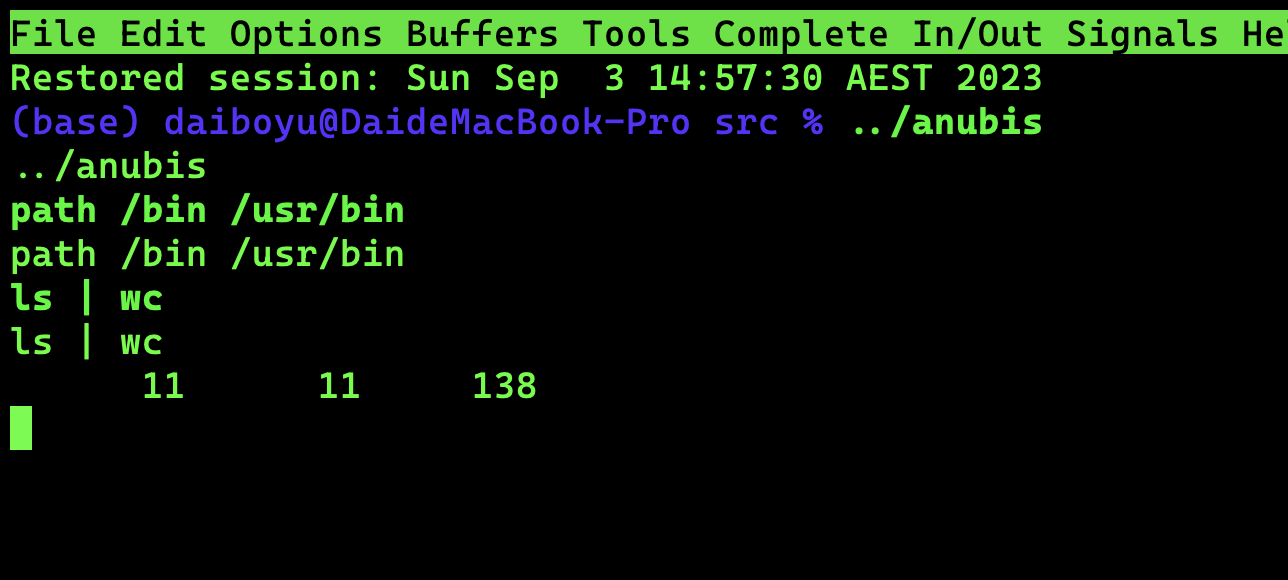 File Edit Options Buffers Tools Complete In/Out Signals
Restored session: Sun Sep  3 14:57:30 AEST 2023
(base) daiboyu@DaideMacBook-Pro src % ../anubis
../anubis
path /bin /usr/bin
path /bin /usr/bin
ls | wc
ls | wc
      11      11     138